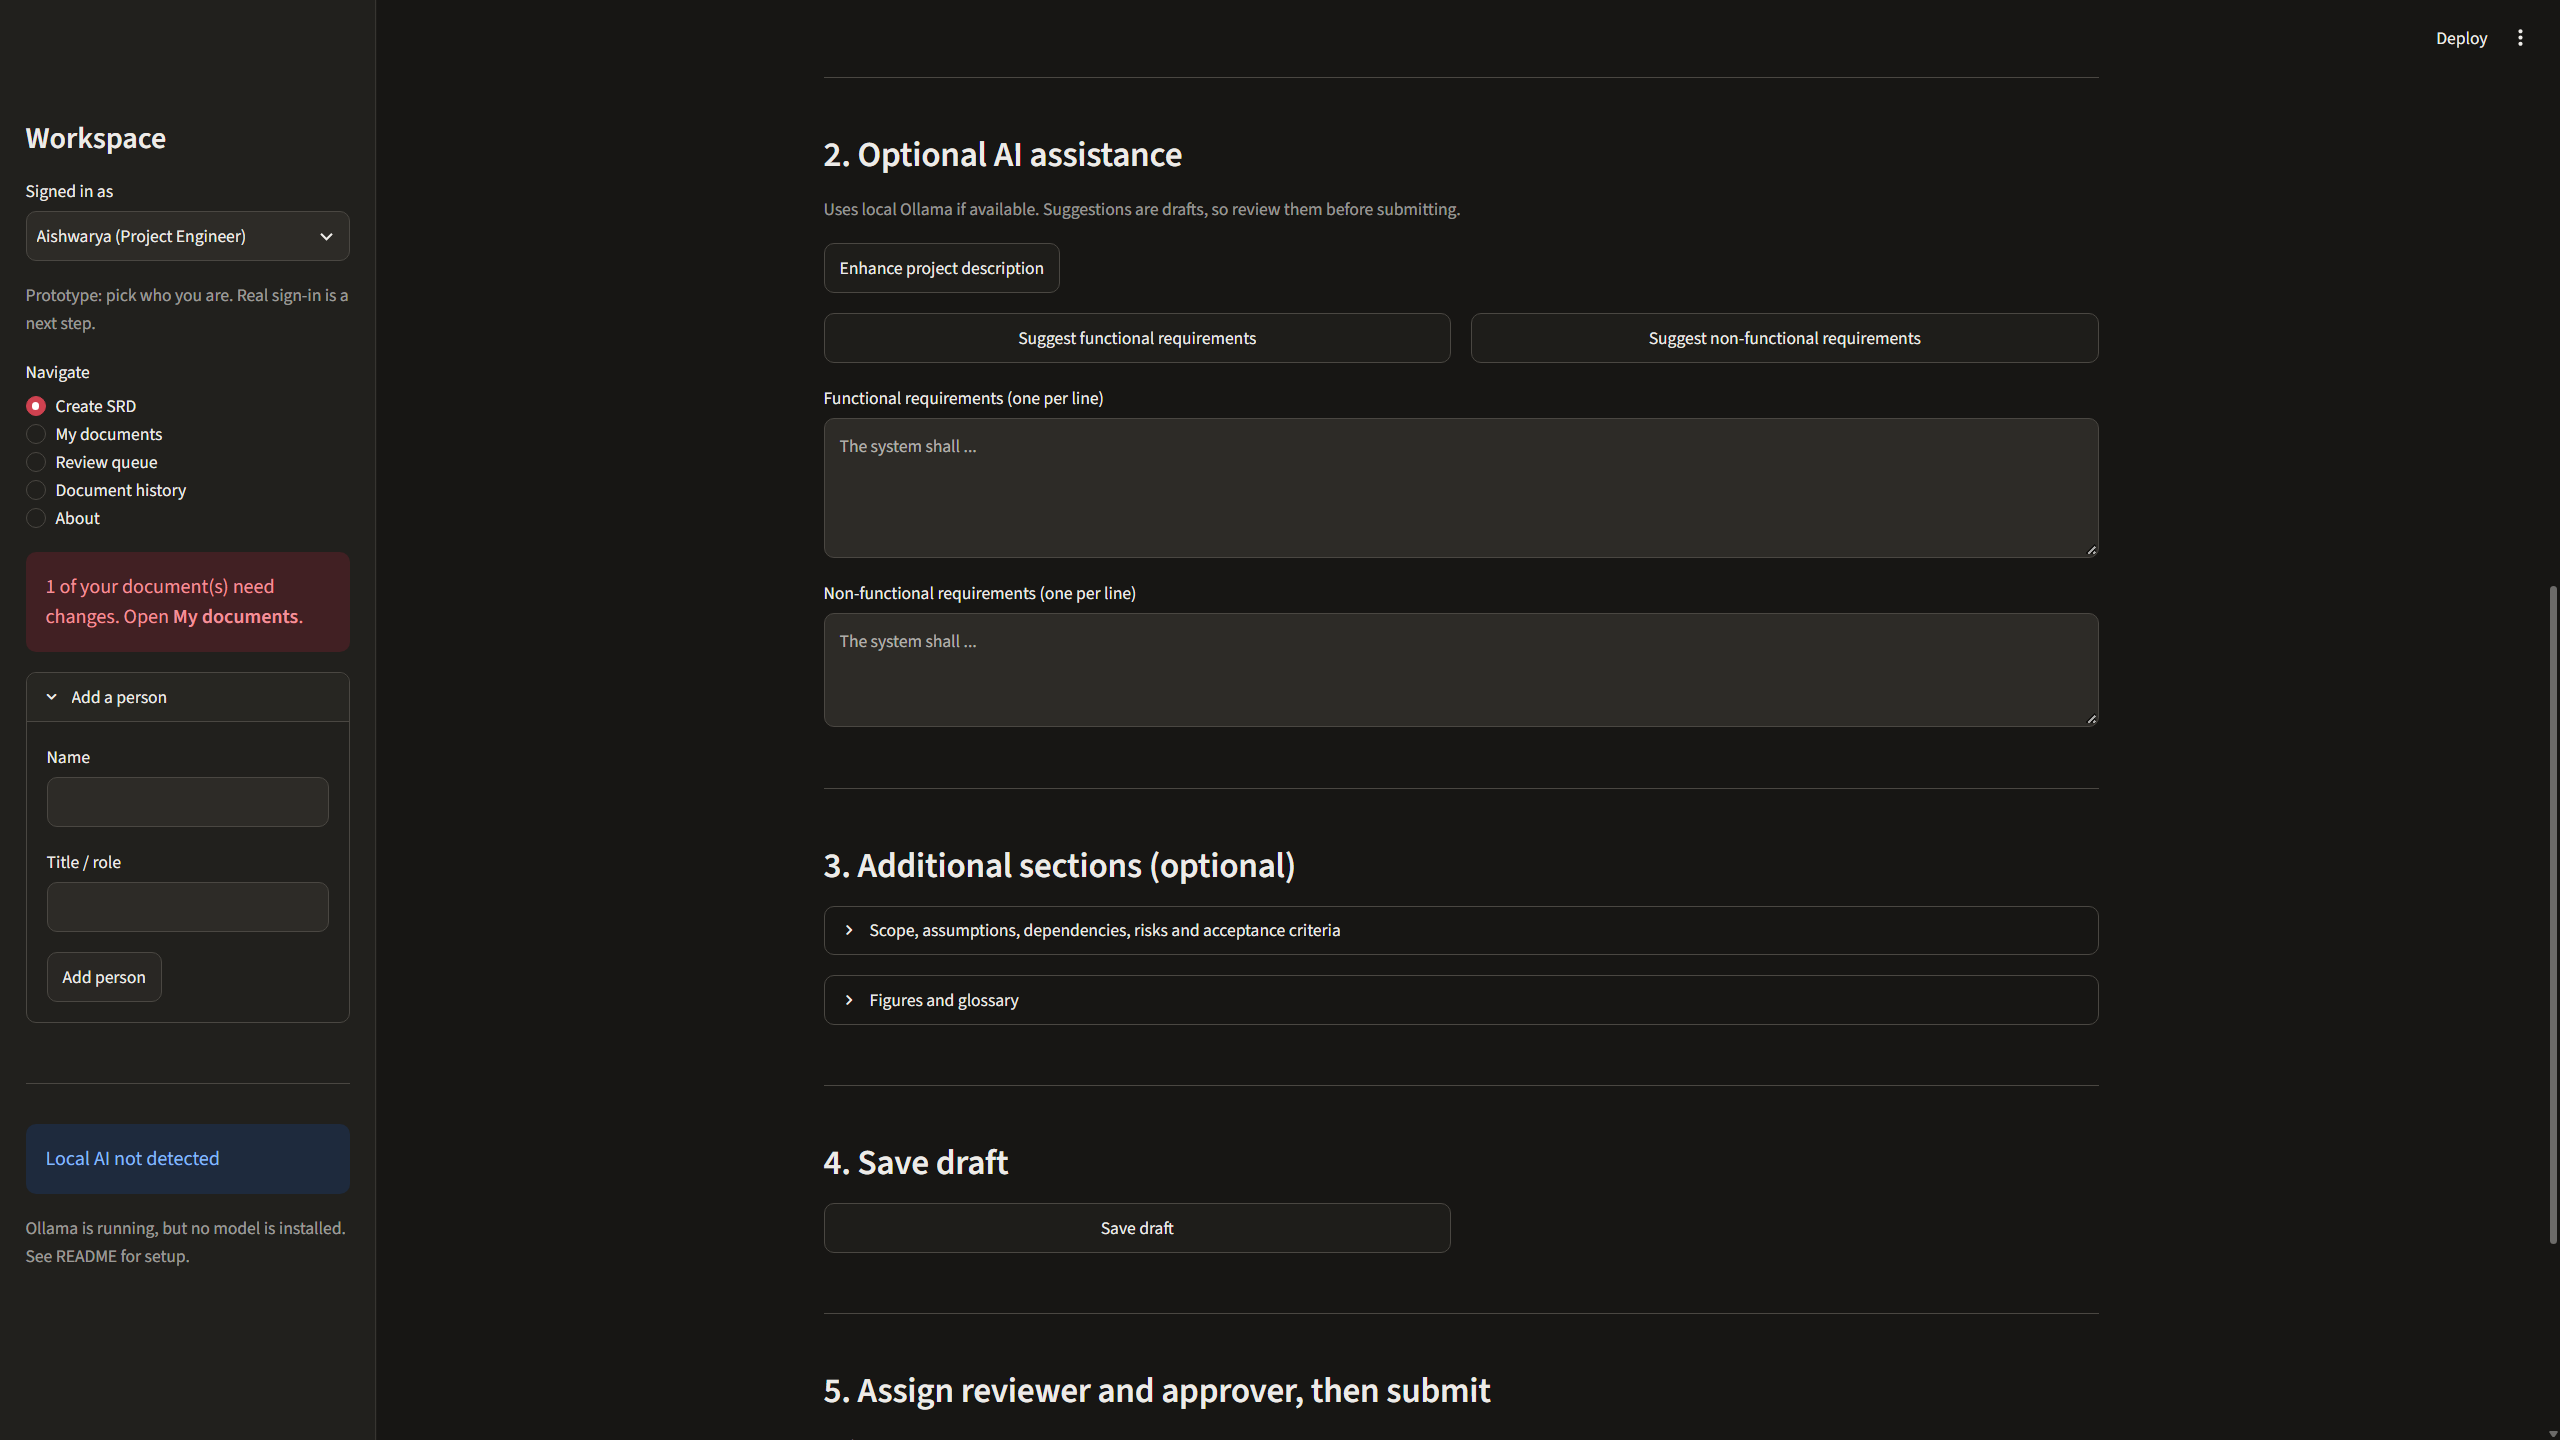 Deploy
Workspace
Signed in as
Aishwarya (Project Engineer)
Prototype: pick who you are. Real sign-in is a
next step.
Navigate
Create SRD
My documents
Review queue
Document history
About
1 of your document(s) need
changes. Open My documents.
Add a person
Name
Title / role
Add person
Local AI not detected
Ollama is running, but no model is installed.
See README for setup.
2. Optional AI assistance
Uses local Ollama if available. Suggestions are drafts, so review them before submitting.
Enhance project description
Suggest functional requirements
Suggest non-functional requirements
Functional requirements (one per line)
The system shall ...
Non-functional requirements (one per line)
The system shall ...
3. Additional sections (optional)
Scope, assumptions, dependencies, risks and acceptance criteria
Figures and glossary
4. Save draft
Save draft
5. Assign reviewer and approver, then submit